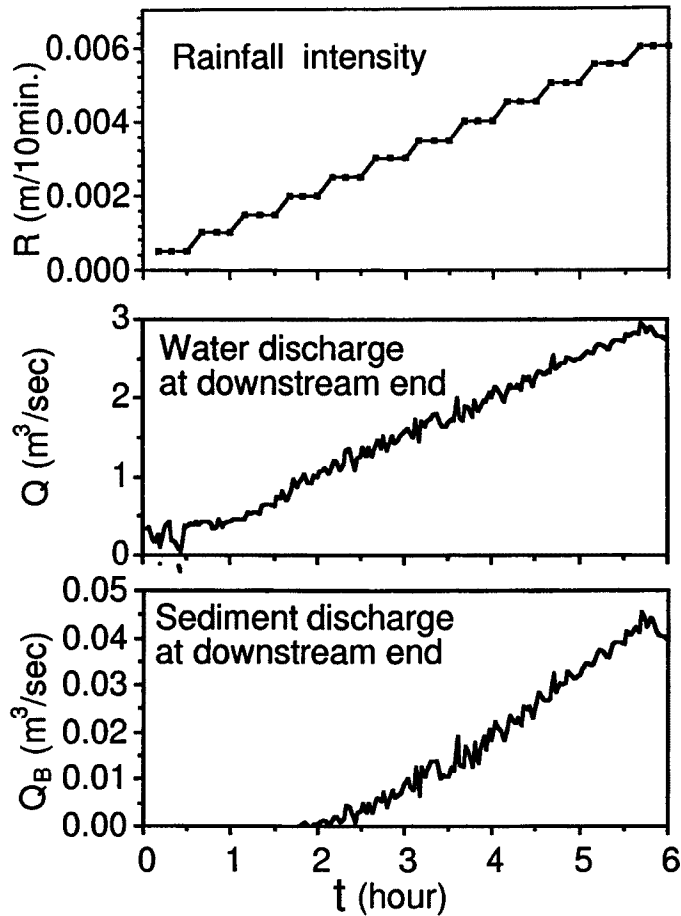 0.006
0.004
0.002
0.000
R (m/10min.)
Rainfall intensity
3
2
1
0
Q (m³/sec)
Water discharge
at downstream end
0.05
0.04
0.03
0.02
0.01
0.00
Q_B (m³/sec)
Sediment discharge
at downstream end
0 1 2 3 4 5 6
t (hour)